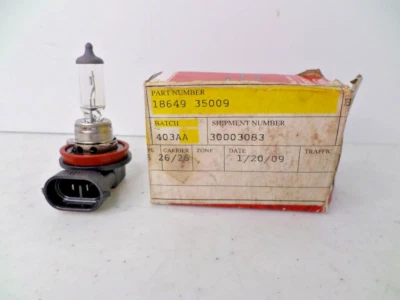 PART NUMBER
18649 35009
BATCH SHIPMENT NUMBER
403AA 30003083
CARRIER ZONE DATE TRAFFIC
26/26 1/20/09